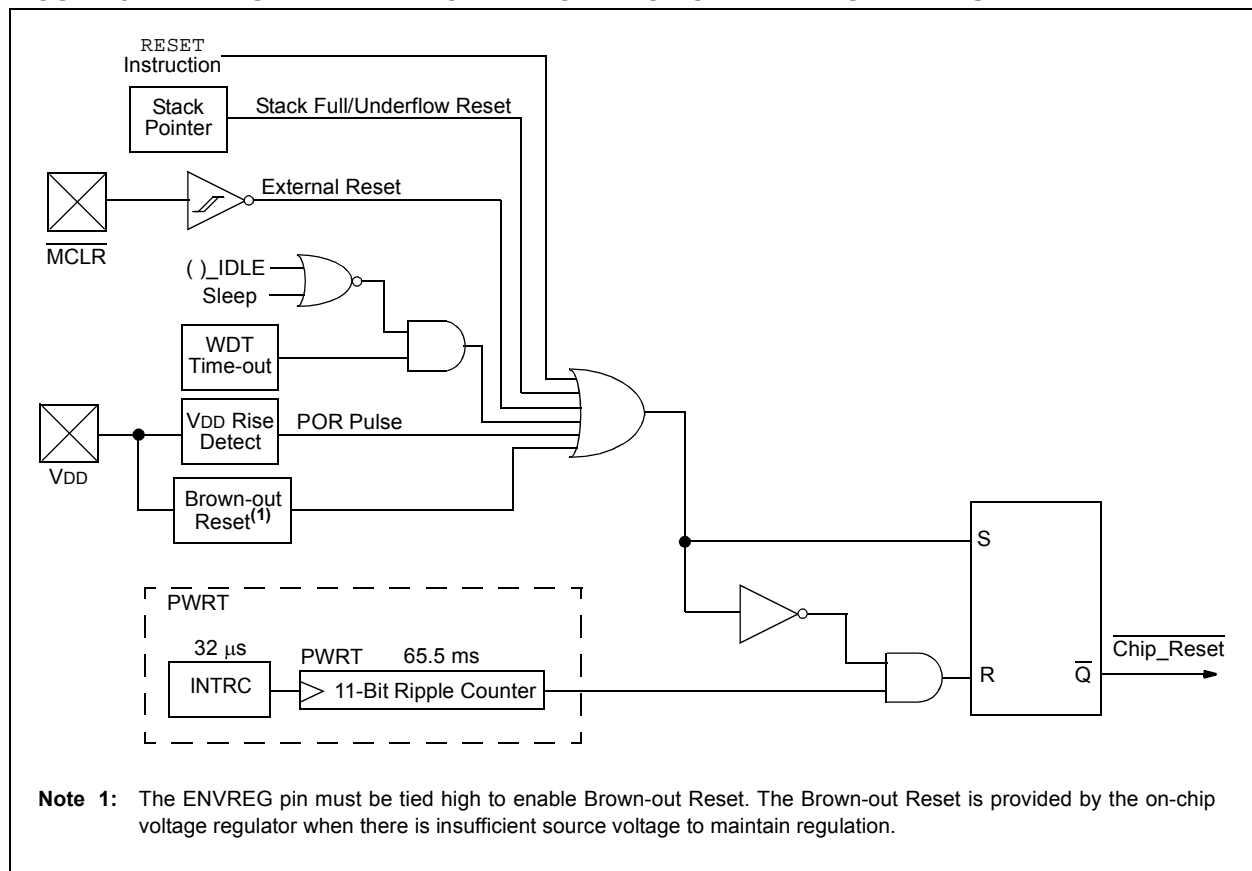 RESET
Instruction
Stack
Pointer
Stack Full/Underflow Reset
External Reset
MCLR
( )_IDLE
Sleep
WDT
Time-out
VDD Rise
Detect
POR Pulse
VDD
Brown-out
Reset(1)
S
PWRT
32 μs
PWRT 65.5 ms
INTRC
11-Bit Ripple Counter
R
Q
Chip_Reset
Note 1: The ENVREG pin must be tied high to enable Brown-out Reset. The Brown-out Reset is provided by the on-chip
voltage regulator when there is insufficient source voltage to maintain regulation.